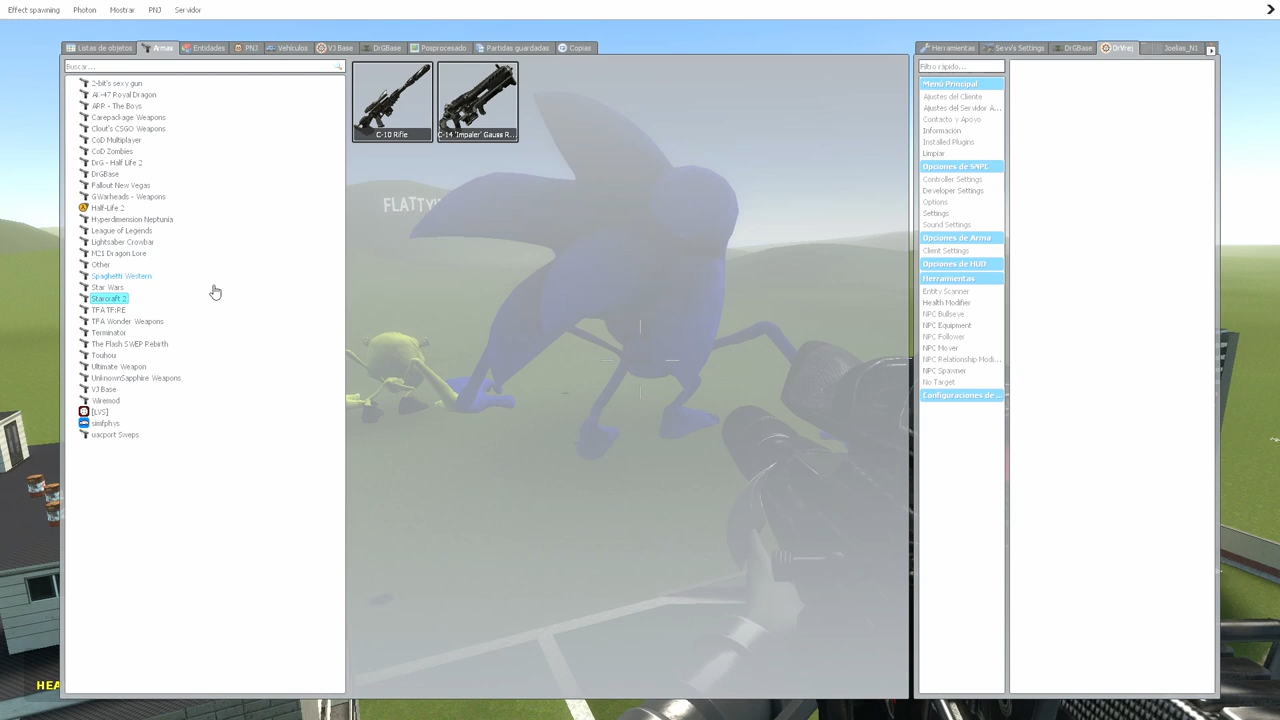 Effect spawning Photon Mostrar PNJ Servidor
Listas de objetos Armas Entidades PNJ Vehículos VJ Base DrGBase Posprocesado Partidas guardadas Copias
Buscar...
2-bit's sexy gun
AK-47 Royal Dragon
APR - The Boys
Carepackage Weapons
Clout's CSGO Weapons
CoD Multiplayer
CoD Zombies
DrG - Half Life 2
DrGBase
Fallout New Vegas
GWarheads - Weapons
Half-Life 2
Hyperdimension Neptunia
League of Legends
Lightsaber Crowbar
M21 Dragon Lore
Other
Spaghetti Western
Star Wars
Starcraft 2
TFA TF:RE
TFA Wonder Weapons
Terminator
The Flash SWEP Rebirth
Touhou
Ultimate Weapon
UnknownSapphire Weapons
VJ Base
Wiremod
[LVS]
simfphys
uacport Sweps
C-10 Rifle
C-14 'Impaler' Gauss R...
FLATTY
HEA
Herramientas Sevv's Settings DrGBase DrVrej Joelias_N1
Filtro rápido...
Menú Principal
Ajustes del Cliente
Ajustes del Servidor A...
Contacto y Apoyo
Información
Installed Plugins
Limpiar
Opciones de SNPC
Controller Settings
Developer Settings
Options
Settings
Sound Settings
Opciones de Arma
Client Settings
Opciones de HUD
Herramientas
Entity Scanner
Health Modifier
NPC Bullseye
NPC Equipment
NPC Follower
NPC Mover
NPC Relationship Modi...
NPC Spawner
No Target
Configuraciones de ...